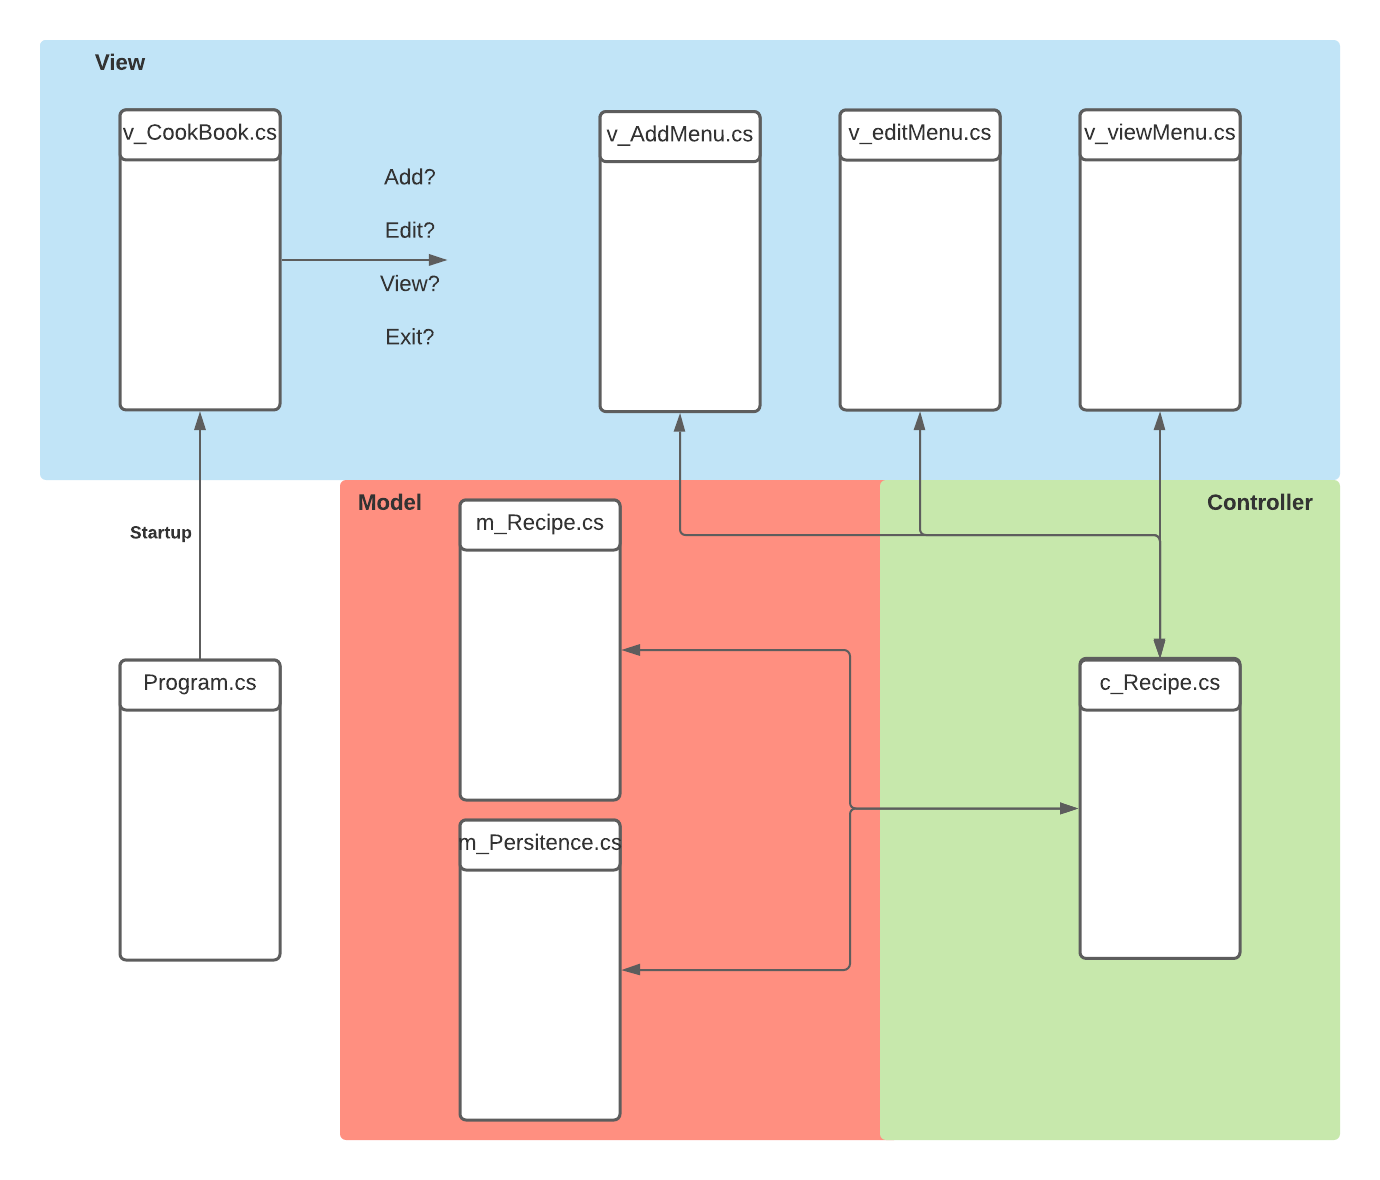 View
v_CookBook.cs
v_AddMenu.cs
v_editMenu.cs
v_viewMenu.cs
Add?
Edit?
View?
Exit?
Model
Controller
m_Recipe.cs
Startup
Program.cs
c_Recipe.cs
m_Persitence.cs